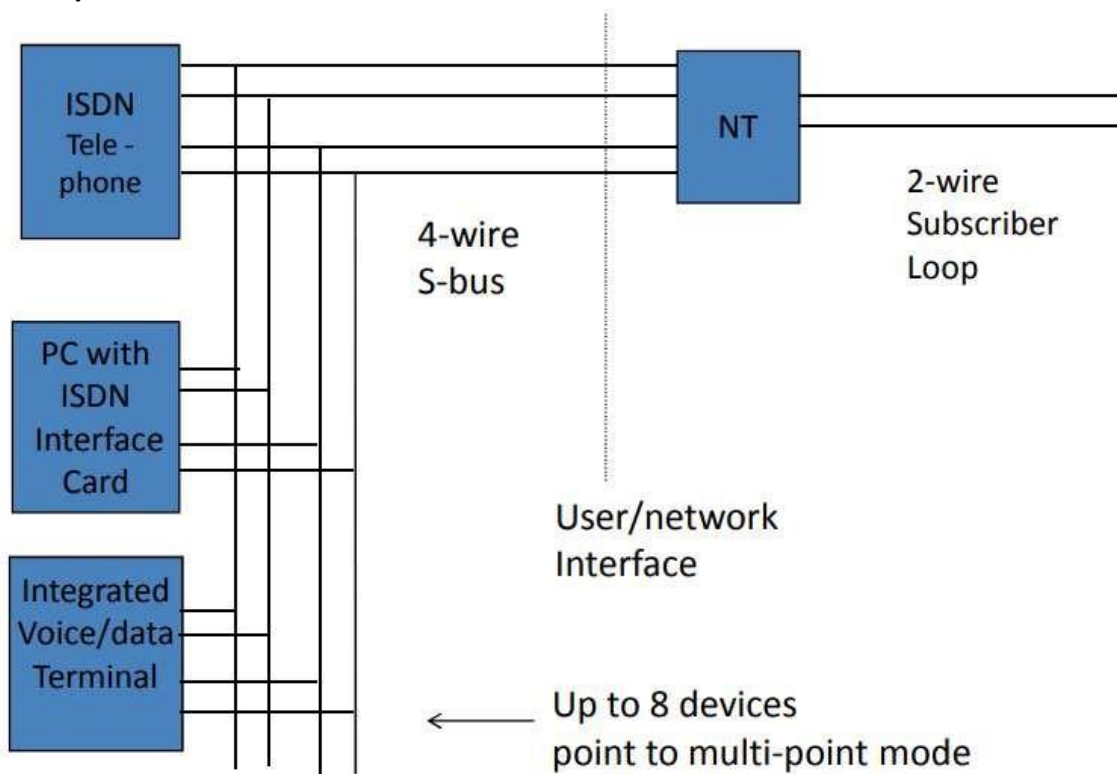 ISDN
Tele -
phone
NT
4-wire
S-bus
2-wire
Subscriber
Loop
PC with
ISDN
Interface
Card
User/network
Interface
Integrated
Voice/data
Terminal
Up to 8 devices
point to multi-point mode